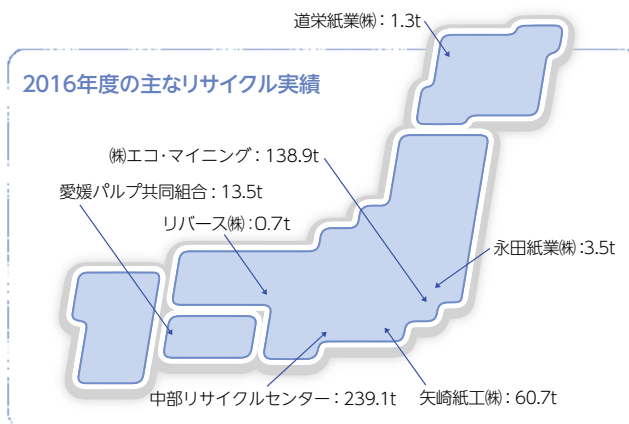 道栄紙業㈱：1.3t
2016年度の主なリサイクル実績
㈱エコ・マイニング：138.9t
愛媛パルプ共同組合：13.5t
リバース㈱：0.7t
永田紙業㈱：3.5t
中部リサイクルセンター：239.1t
矢崎紙工㈱：60.7t